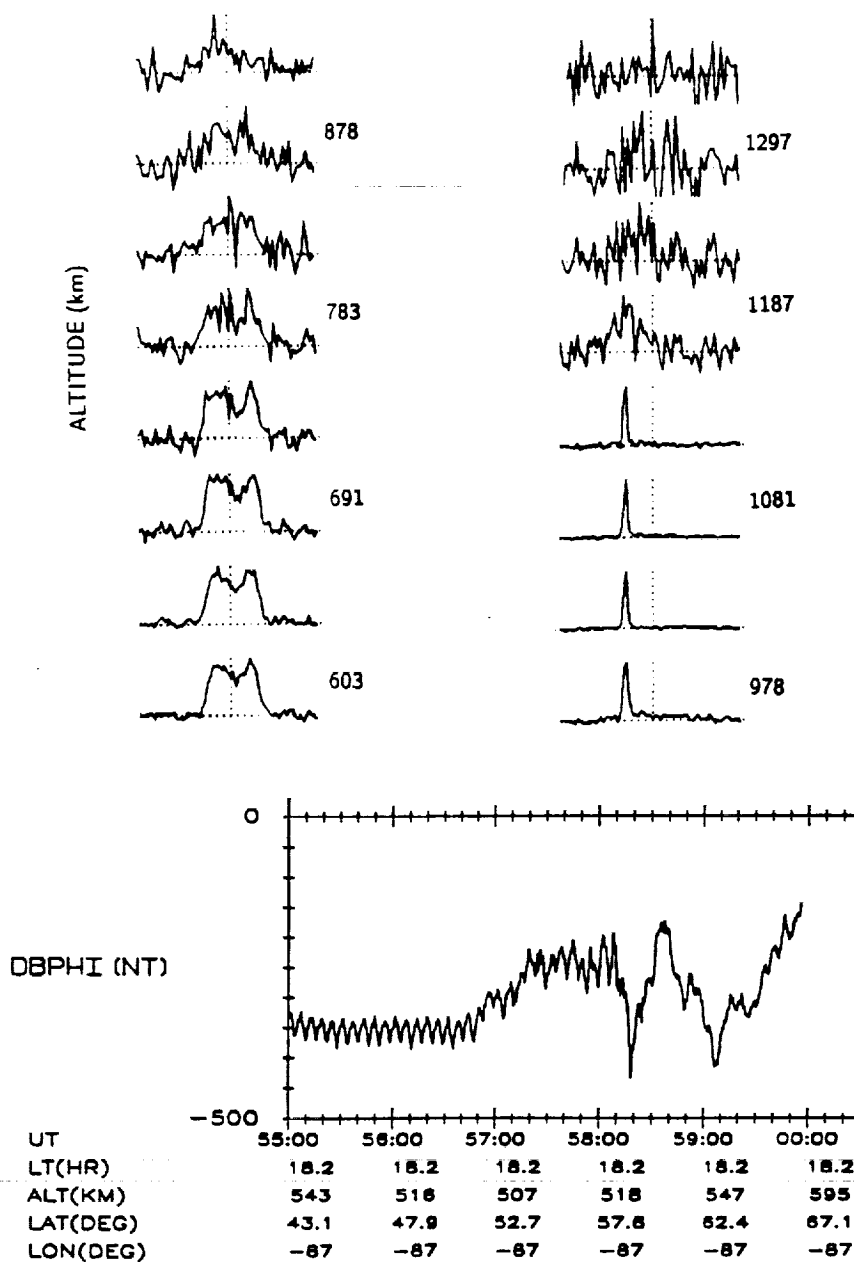 ALTITUDE (km)
878
783
691
603
1297
1187
1081
978
0
DBPHI (NT)
-500
UT 55:00 56:00 57:00 58:00 59:00 00:00
LT(HR) 18.2 18.2 18.2 18.2 18.2 18.2
ALT(KM) 543 516 507 518 547 595
LAT(DEG) 43.1 47.9 52.7 57.6 62.4 67.1
LON(DEG) -87 -87 -87 -87 -87 -87